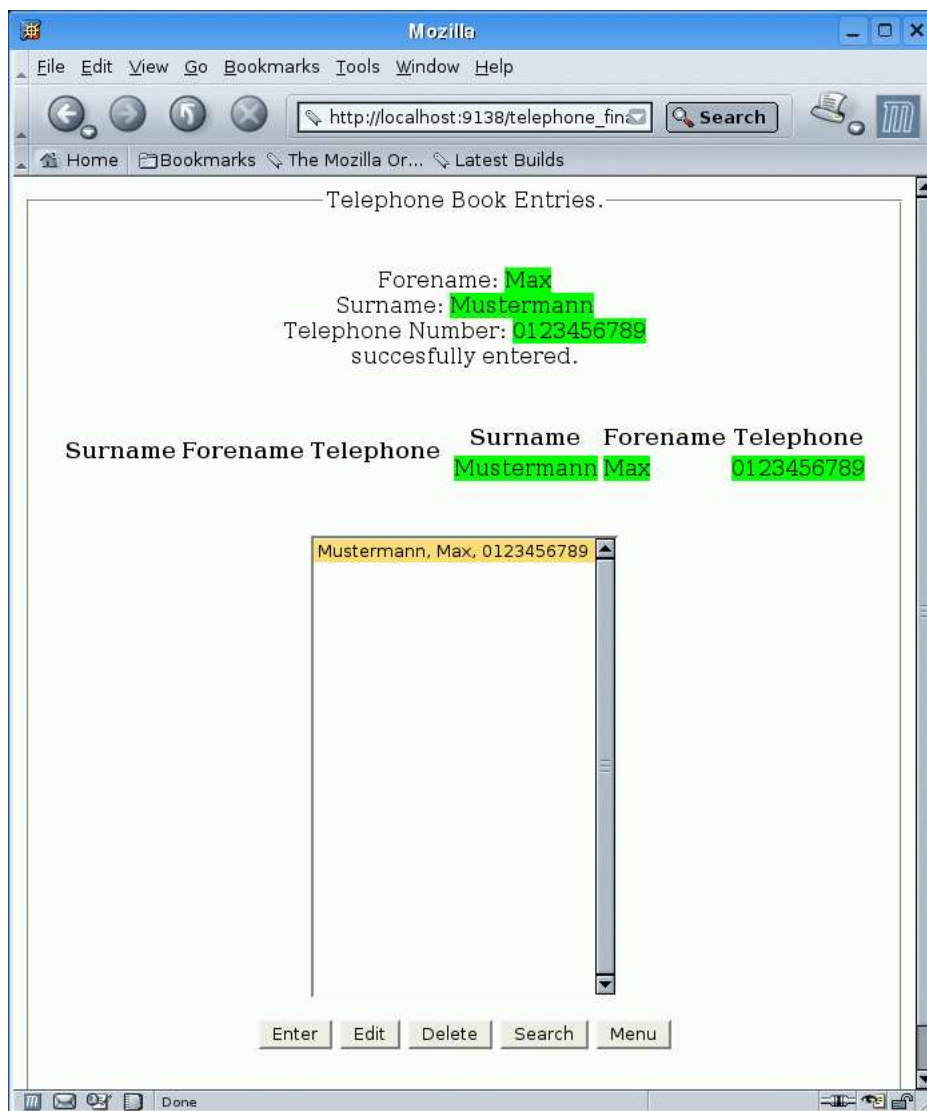 Mozilla
File Edit View Go Bookmarks Tools Window Help
http://localhost:9138/telephone_fin Search
Home Bookmarks The Mozilla Or... Latest Builds
Telephone Book Entries.
Forename: Max
Surname: Mustermann
Telephone Number: 0123456789
succesfully entered.
Surname Forename Telephone
Surname Forename Telephone
Mustermann Max 0123456789
Mustermann, Max, 0123456789
Enter Edit Delete Search Menu
Done